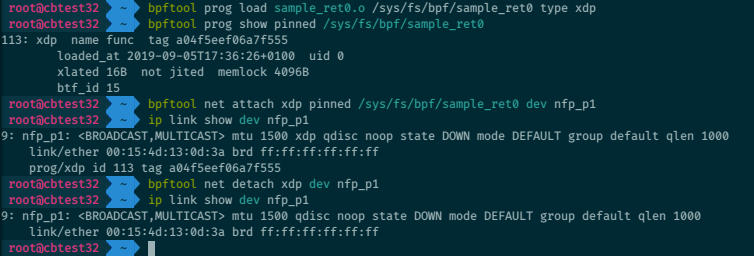 root@cbtest32 ~ bpftool prog load sample_ret0.o /sys/fs/bpf/sample_ret0 type xdp
root@cbtest32 ~ bpftool prog show pinned /sys/fs/bpf/sample_ret0
113: xdp  name func  tag a04f5eef06a7f555
        loaded_at 2019-09-05T17:36:26+0100  uid 0
        xlated 16B  not jited  memlock 4096B
        btf_id 15
root@cbtest32 ~ bpftool net attach xdp pinned /sys/fs/bpf/sample_ret0 dev nfp_p1
root@cbtest32 ~ ip link show dev nfp_p1
9: nfp_p1: <BROADCAST,MULTICAST> mtu 1500 xdp qdisc noop state DOWN mode DEFAULT group default qlen 1000
    link/ether 00:15:4d:13:0d:3a brd ff:ff:ff:ff:ff:ff
    prog/xdp id 113 tag a04f5eef06a7f555
root@cbtest32 ~ bpftool net detach xdp dev nfp_p1
root@cbtest32 ~ ip link show dev nfp_p1
9: nfp_p1: <BROADCAST,MULTICAST> mtu 1500 qdisc noop state DOWN mode DEFAULT group default qlen 1000
    link/ether 00:15:4d:13:0d:3a brd ff:ff:ff:ff:ff:ff
root@cbtest32 ~